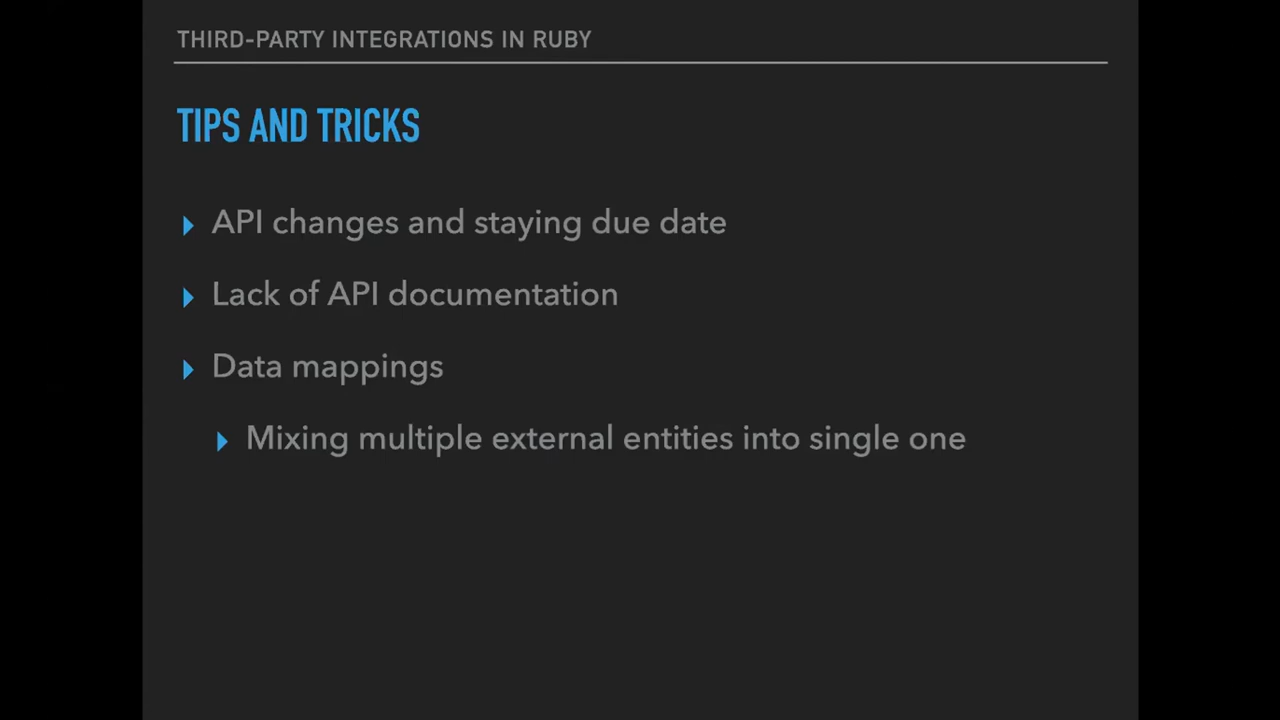 THIRD-PARTY INTEGRATIONS IN RUBY
TIPS AND TRICKS
API changes and staying due date
Lack of API documentation
Data mappings
Mixing multiple external entities into single one